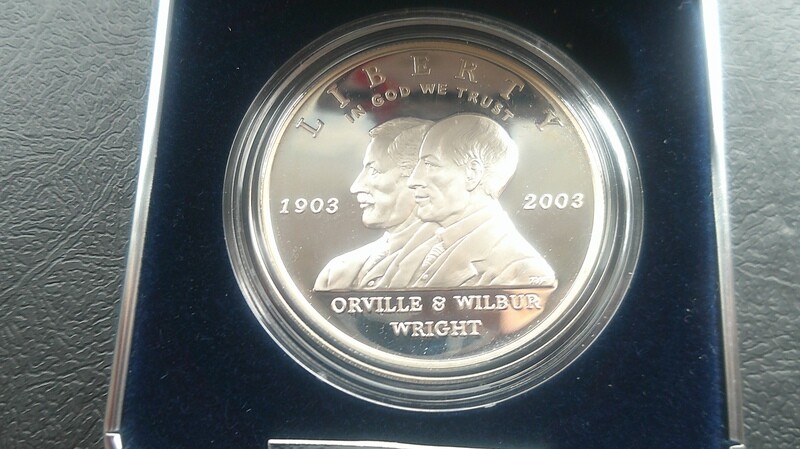 LIBERTY
IN GOD WE TRUST
1903 2003
ORVILLE & WILBUR
WRIGHT